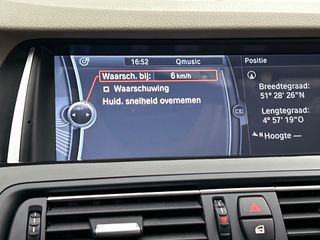 16:52 Qmusic
Waarsch. bij: 6 km/h
Waarschuwing
Huid. snelheid overnemen
Positie
Breedtegraad:
51° 28' 26"N
Lengtegraad:
4° 57' 19"O
Hoogte —